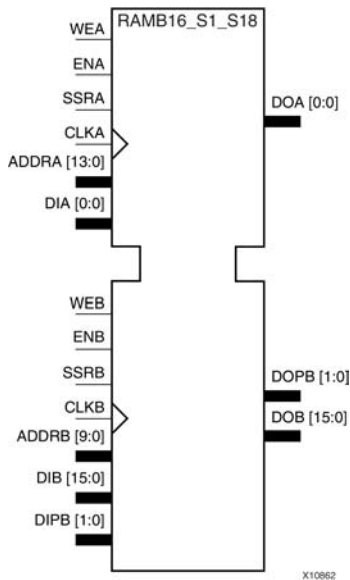 RAMB16_S1_S18
WEA
ENA
SSRA
CLKA
ADDRA [13:0]
DIA [0:0]
DOA [0:0]
WEB
ENB
SSRB
CLKB
ADDRB [9:0]
DIB [15:0]
DIPB [1:0]
DOPB [1:0]
DOB [15:0]
X10862